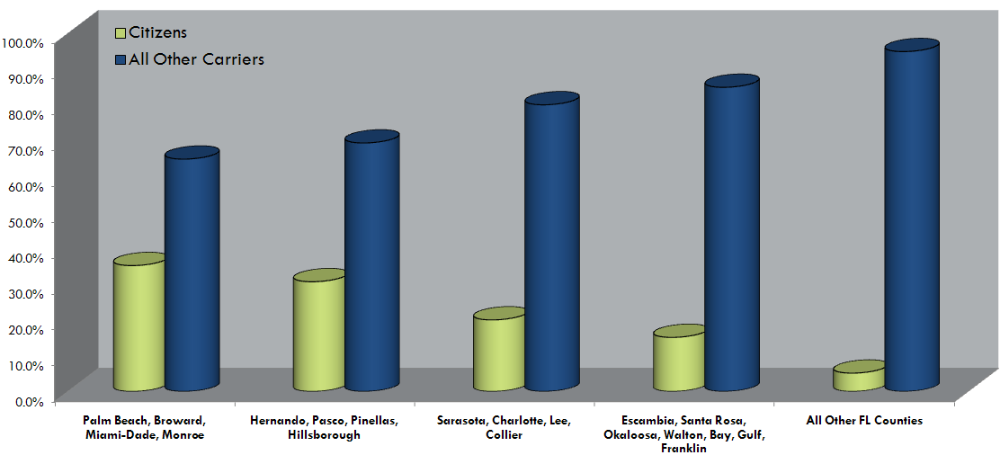 Citizens
All Other Carriers
100.0%
90.0%
80.0%
70.0%
60.0%
50.0%
40.0%
30.0%
20.0%
10.0%
0.0%
Palm Beach, Broward,
Miami-Dade, Monroe
Hernando, Pasco, Pinellas,
Hillsborough
Sarasota, Charlotte, Lee,
Collier
Escambia, Santa Rosa,
Okaloosa, Walton, Bay, Gulf,
Franklin
All Other FL Counties